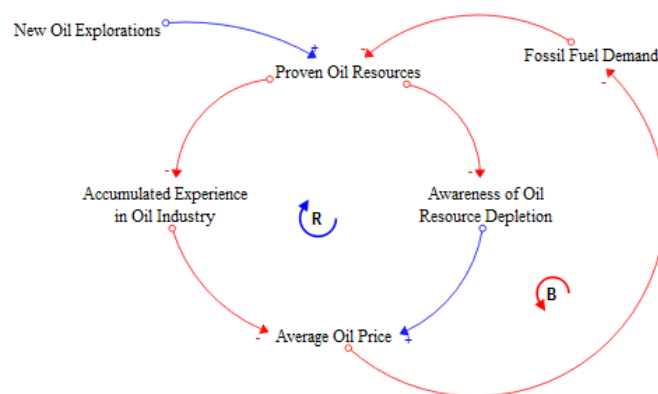 New Oil Explorations
+
-
Fossil Fuel Demand
-
Proven Oil Resources
-
-
Accumulated Experience
in Oil Industry
Awareness of Oil
Resource Depletion
R
B
-
Average Oil Price
+